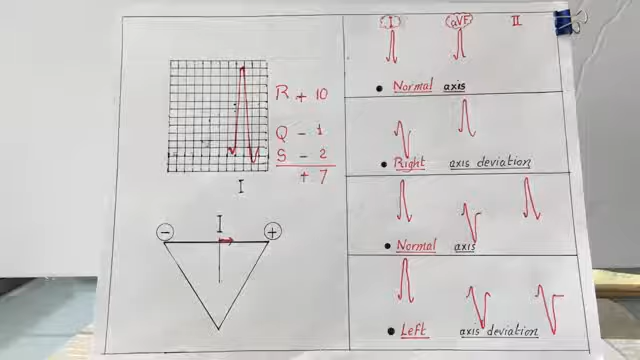 R + 10
Q - 1
S - 2
+ 7
I
I
- +
I aVF II
• Normal axis
• Right axis deviation
• Normal axis
• Left axis deviation